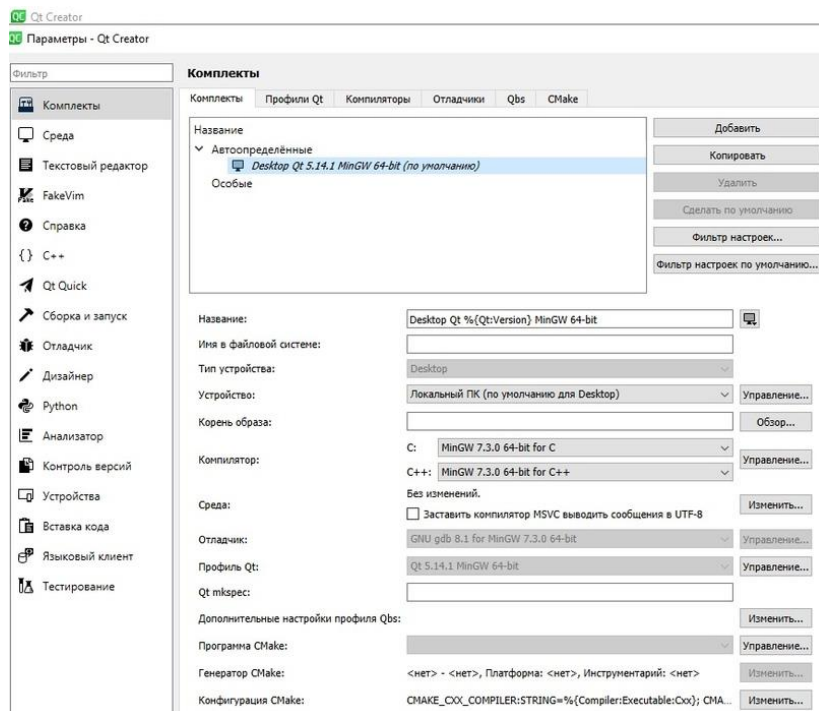 Qt Creator
Параметры - Qt Creator
Фильтр
Комплекты
Среда
Текстовый редактор
FakeVim
Справка
C++
Qt Quick
Сборка и запуск
Отладчик
Дизайнер
Python
Анализатор
Контроль версий
Устройства
Вставка кода
Языковый клиент
Тестирование
Комплекты
Комплекты Профили Qt Компиляторы Отладчики Qbs CMake
Название
Автоопределённые
Desktop Qt 5.14.1 MinGW 64-bit (по умолчанию)
Особые
Добавить
Копировать
Удалить
Сделать по умолчанию
Фильтр настроек...
Фильтр настроек по умолчанию...
Название: Desktop Qt %{Qt:Version} MinGW 64-bit
Имя в файловой системе:
Тип устройства: Desktop
Устройство: Локальный ПК (по умолчанию для Desktop) Управление...
Корень образа: Обзор...
Компилятор: C: MinGW 7.3.0 64-bit for C
C++: MinGW 7.3.0 64-bit for C++ Управление...
Среда: Без изменений. Изменить...
Заставить компилятор MSVC выводить сообщения в UTF-8
Отладчик: GNU gdb 8.1 for MinGW 7.3.0 64-bit Управление...
Профиль Qt: Qt 5.14.1 MinGW 64-bit Управление...
Qt mkspec:
Дополнительные настройки профиля Qbs: Изменить...
Программа CMake: Управление...
Генератор CMake: <нет> - <нет>, Платформа: <нет>, Инструментарий: <нет> Изменить...
Конфигурация CMake: CMAKE_CXX_COMPILER:STRING=%{Compiler:Executable:Cxx}; CMA... Изменить...